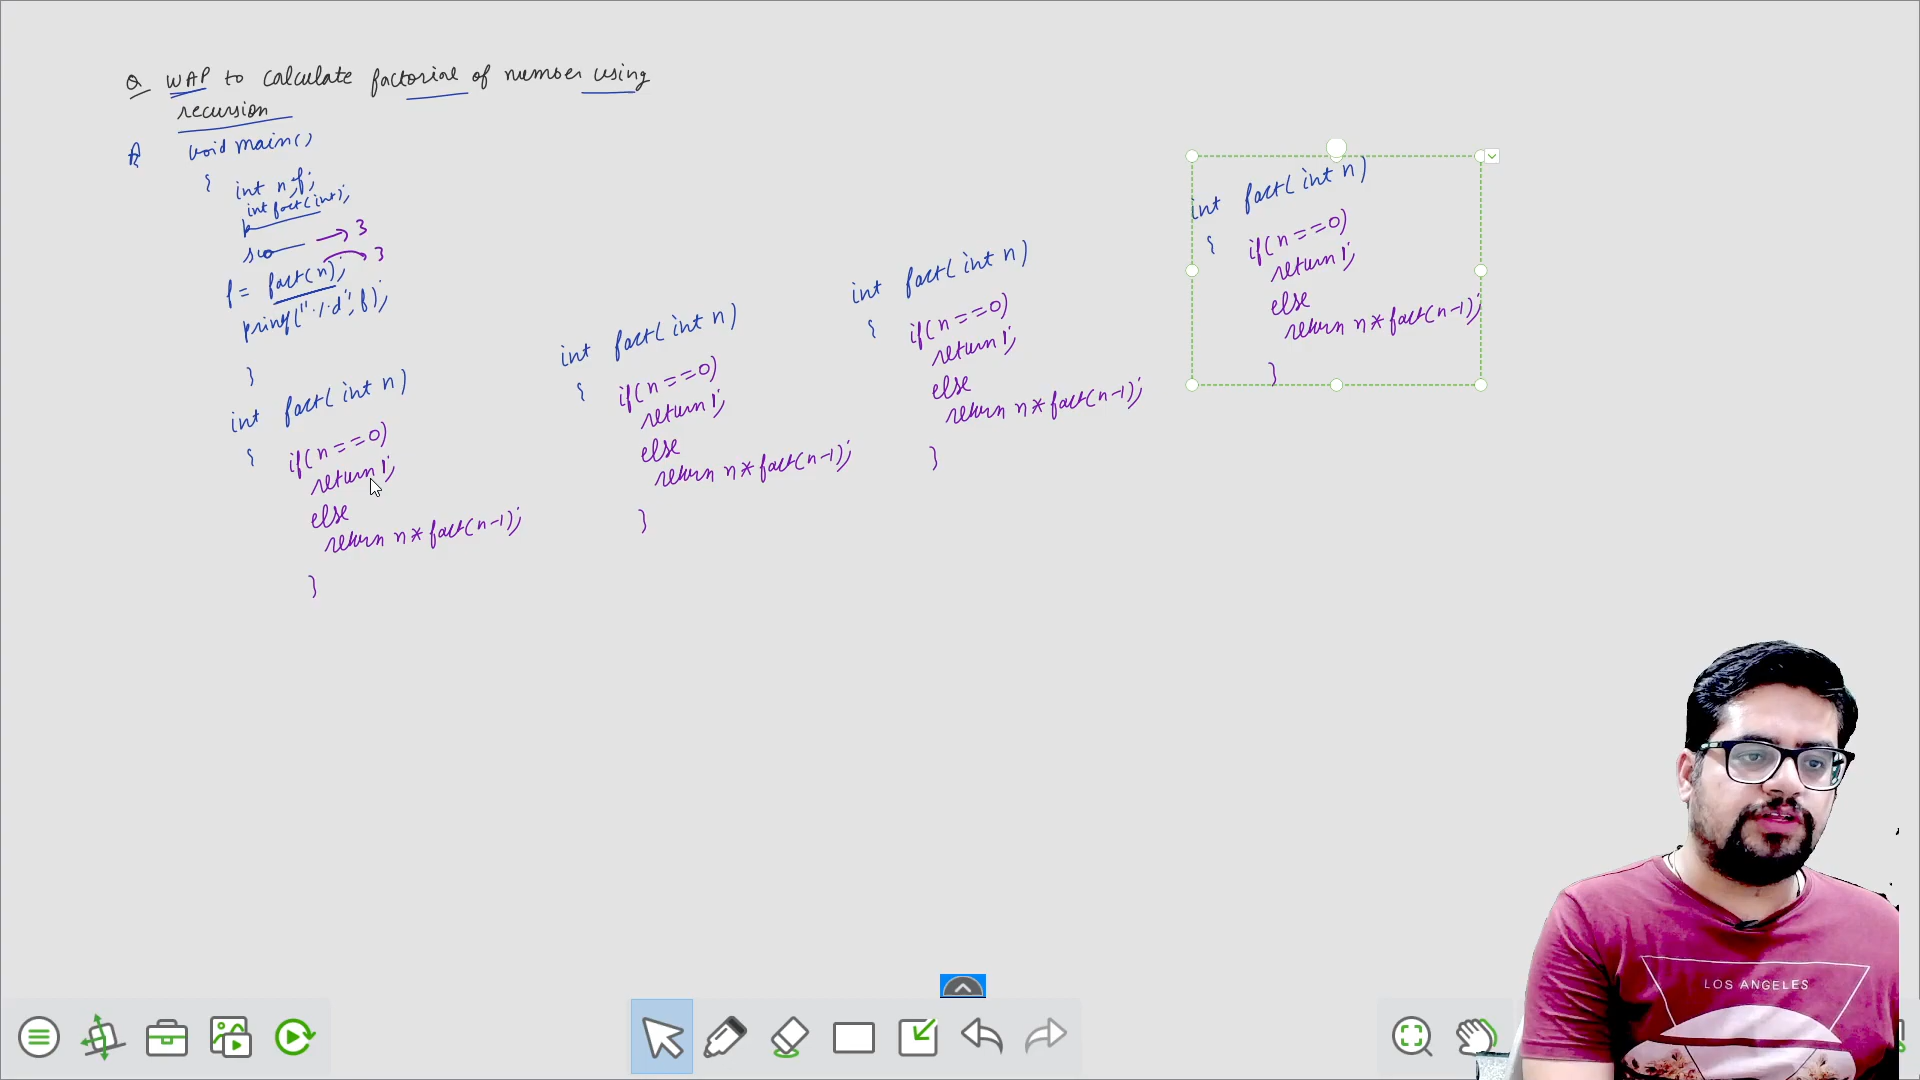 Q WAP to calculate factorial of number using
recursion
A void main()
{ int n,f;
int fact(int);
→ 3
f = fact(n); 3
printf("%d", f);
}
int fact(int n)
{ if(n==0)
return 1;
else
return n*fact(n-1);
}
int fact(int n)
{ if(n==0)
return 1;
else
return n*fact(n-1);
}
int fact(int n)
{ if(n==0)
return 1;
else
return n*fact(n-1);
}
int fact(int n)
{ if(n==0)
return 1;
else
return n*fact(n-1);
}
LOS ANGELES